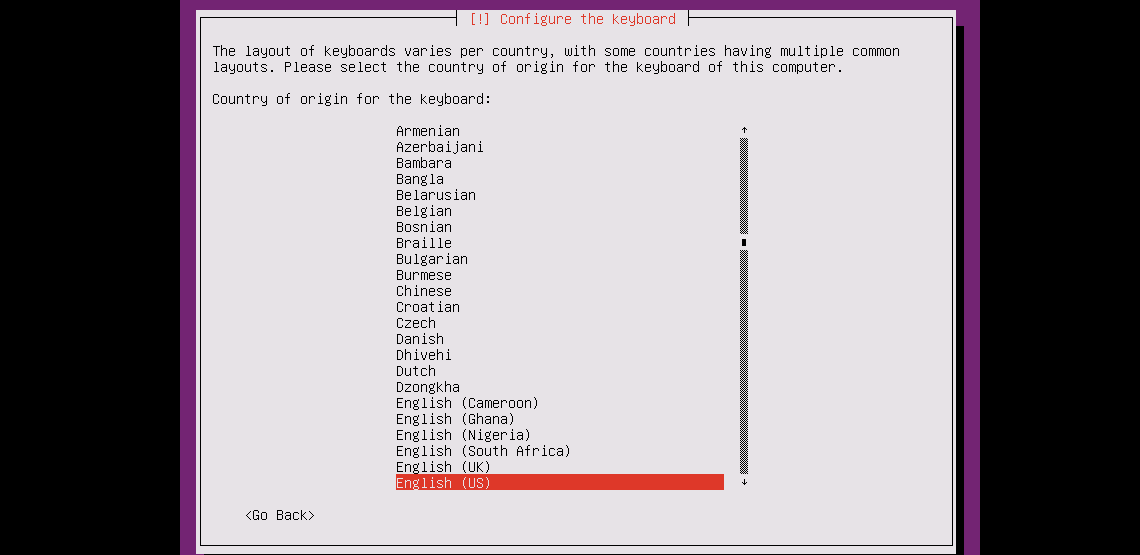 [!] Configure the keyboard
The layout of keyboards varies per country, with some countries having multiple common
layouts. Please select the country of origin for the keyboard of this computer.
Country of origin for the keyboard:
Armenian
Azerbaijani
Bambara
Bangla
Belarusian
Belgian
Bosnian
Braille
Bulgarian
Burmese
Chinese
Croatian
Czech
Danish
Dhivehi
Dutch
Dzongkha
English (Cameroon)
English (Ghana)
English (Nigeria)
English (South Africa)
English (UK)
English (US)
<Go Back>